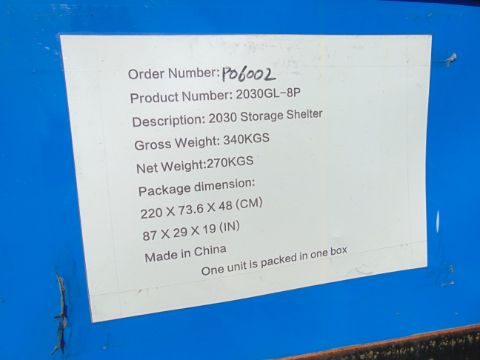 Order Number: P06002
Product Number: 2030GL-8P
Description: 2030 Storage Shelter
Gross Weight: 340KGS
Net Weight:270KGS
Package dimension:
220 X 73.6 X 48 (CM)
87 X 29 X 19 (IN)
Made in China
One unit is packed in one box